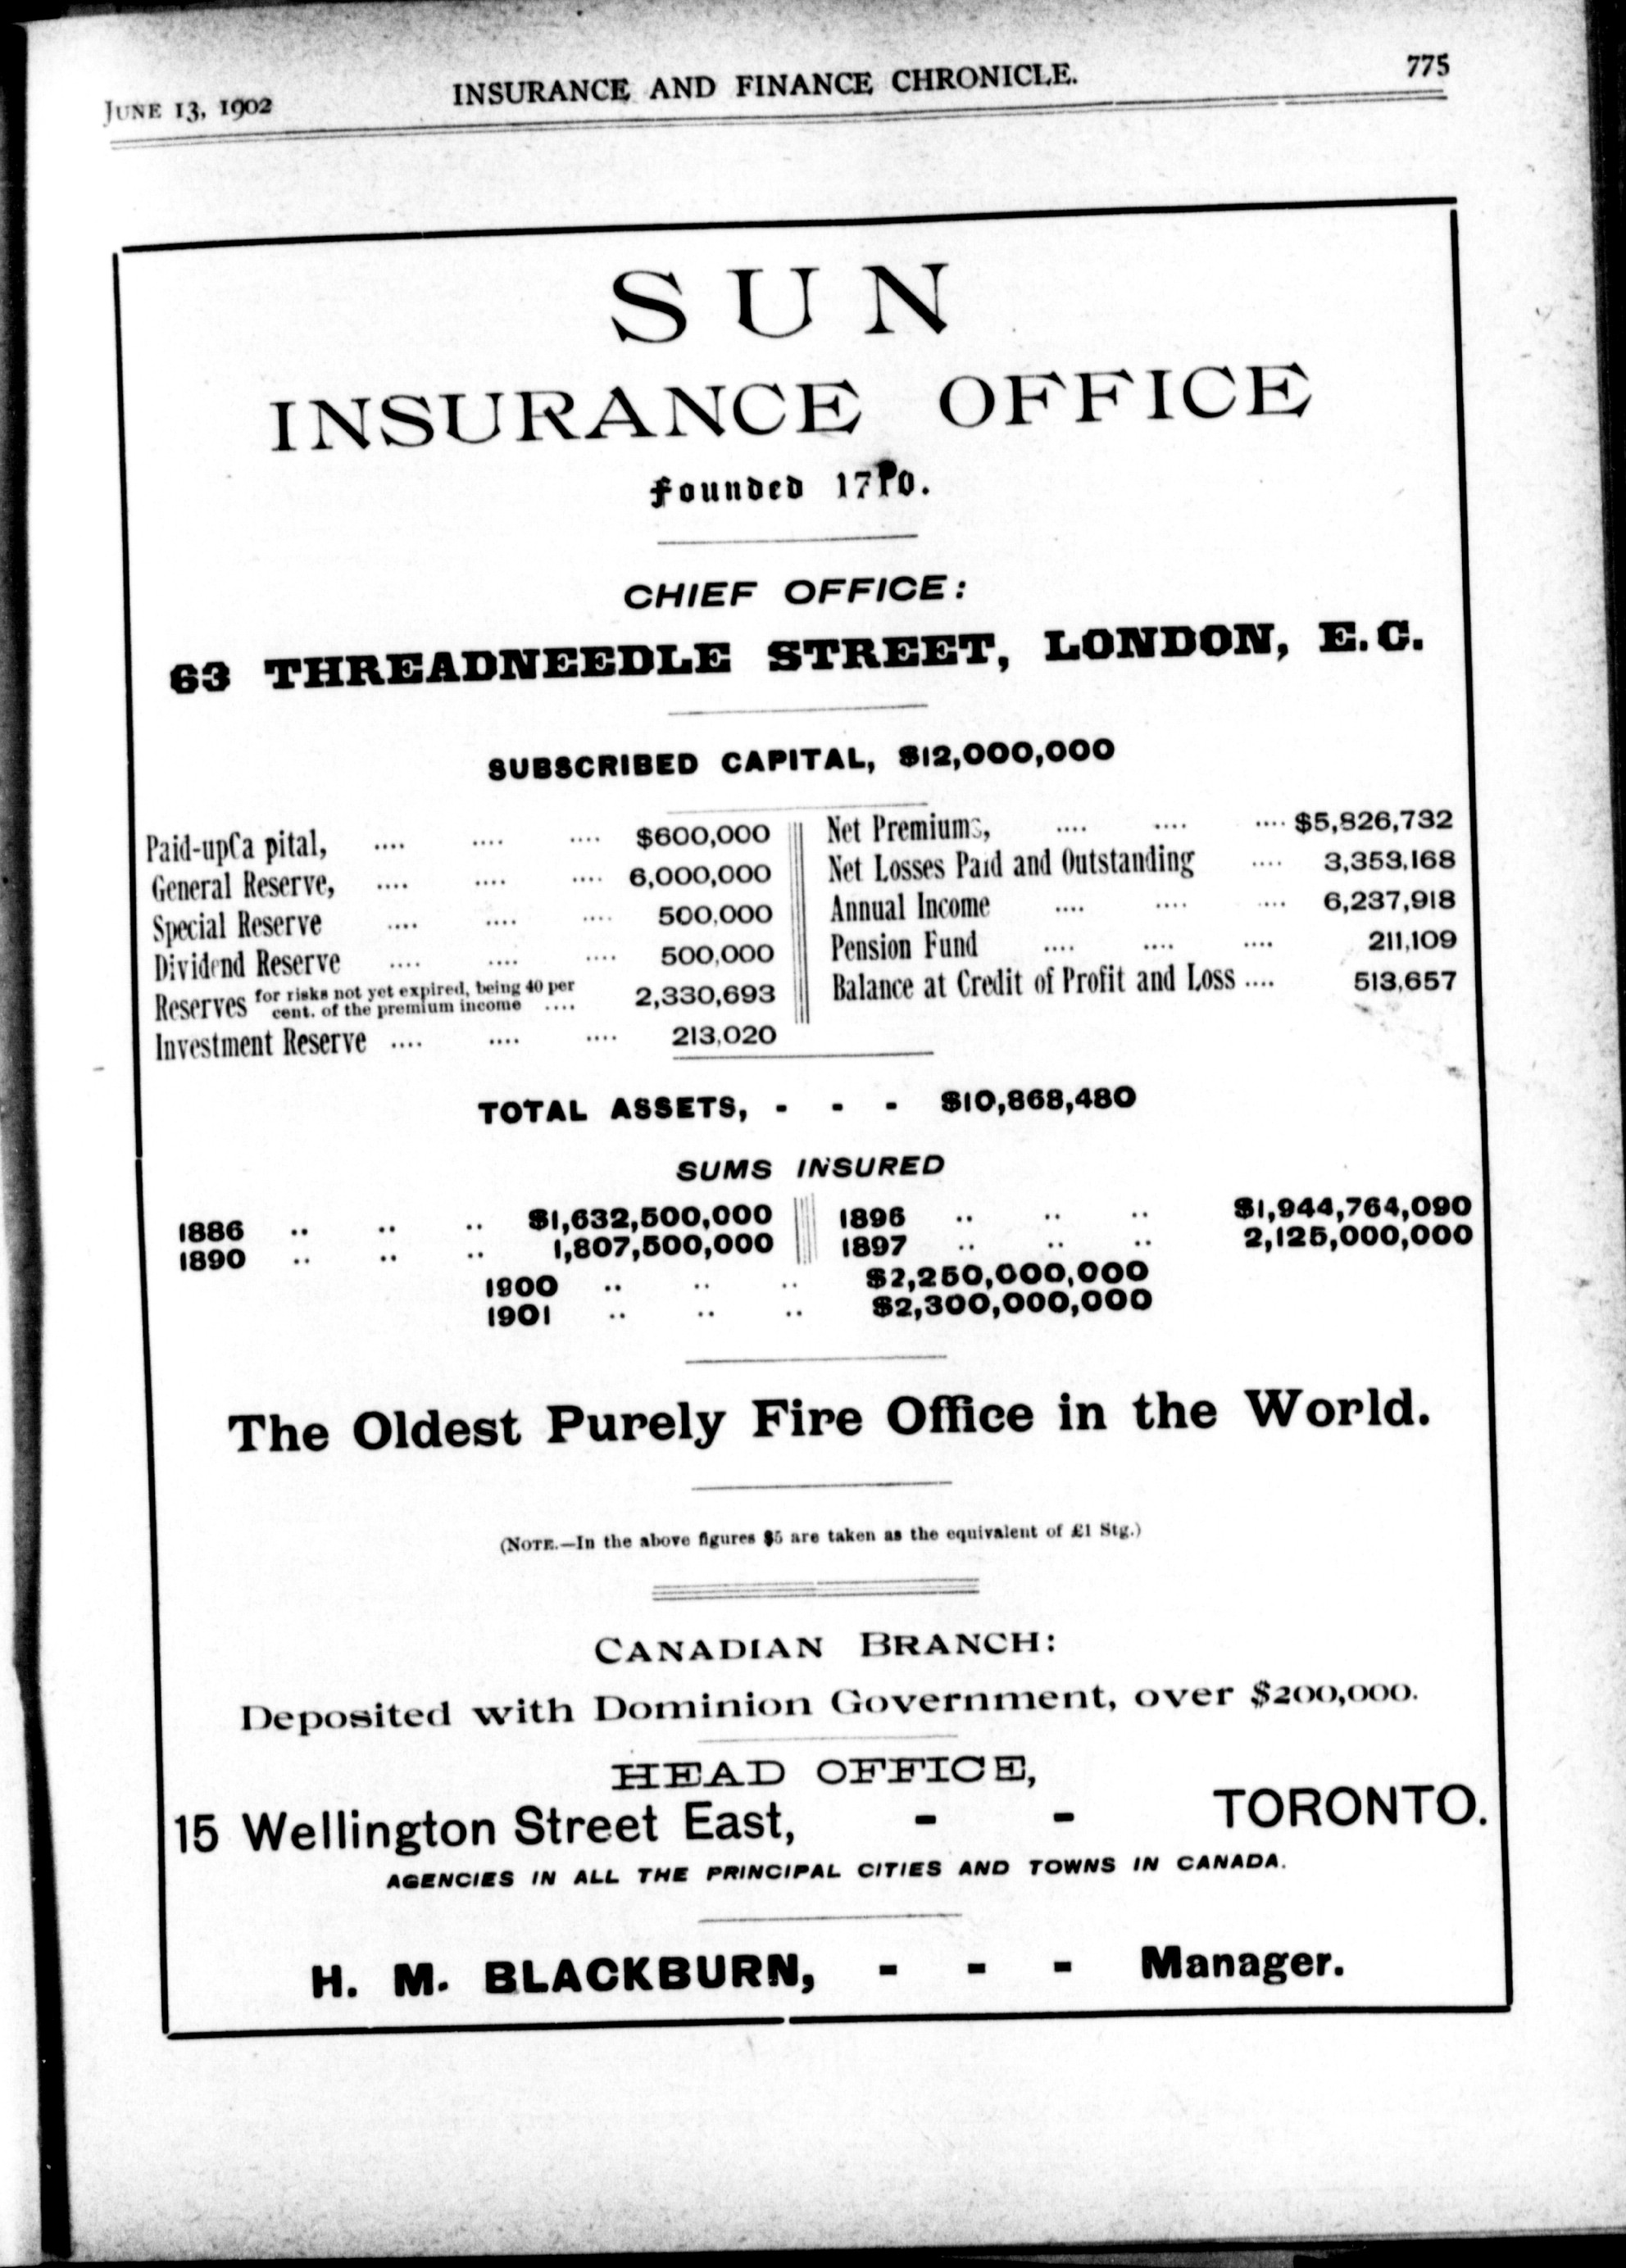 JUNE 13, 1902 INSURANCE AND FINANCE CHRONICLE. 775
SUN
INSURANCE OFFICE
Founded 1710.
CHIEF OFFICE:
63 THREADNEEDLE STREET, LONDON, E.C.
SUBSCRIBED CAPITAL, $12,000,000
Paid-upCa pital, .... .... .... $600,000
General Reserve, .... .... .... 6,000,000
Special Reserve .... .... .... 500,000
Dividend Reserve .... .... .... 500,000
Reserves for risks not yet expired, being 40 per
cent. of the premium income .... 2,330,693
Investment Reserve .... .... .... 213,020
Net Premiums, .... .... .... $5,826,732
Net Losses Paid and Outstanding .... 3,353,168
Annual Income .... .... .... 6,237,918
Pension Fund .... .... .... 211,109
Balance at Credit of Profit and Loss .... 513,657
TOTAL ASSETS, - - - $10,868,480
SUMS INSURED
1886 .. .. .. $1,632,500,000
1890 .. .. .. 1,807,500,000
1896 .. .. .. $1,944,764,090
1897 .. .. .. 2,125,000,000
1900 .. .. .. $2,250,000,000
1901 .. .. .. $2,300,000,000
The Oldest Purely Fire Office in the World.
(NOTE.—In the above figures $5 are taken as the equivalent of £1 Stg.)
CANADIAN BRANCH:
Deposited with Dominion Government, over $200,000.
HEAD OFFICE,
15 Wellington Street East, - - TORONTO.
AGENCIES IN ALL THE PRINCIPAL CITIES AND TOWNS IN CANADA.
H. M. BLACKBURN, - - - Manager.